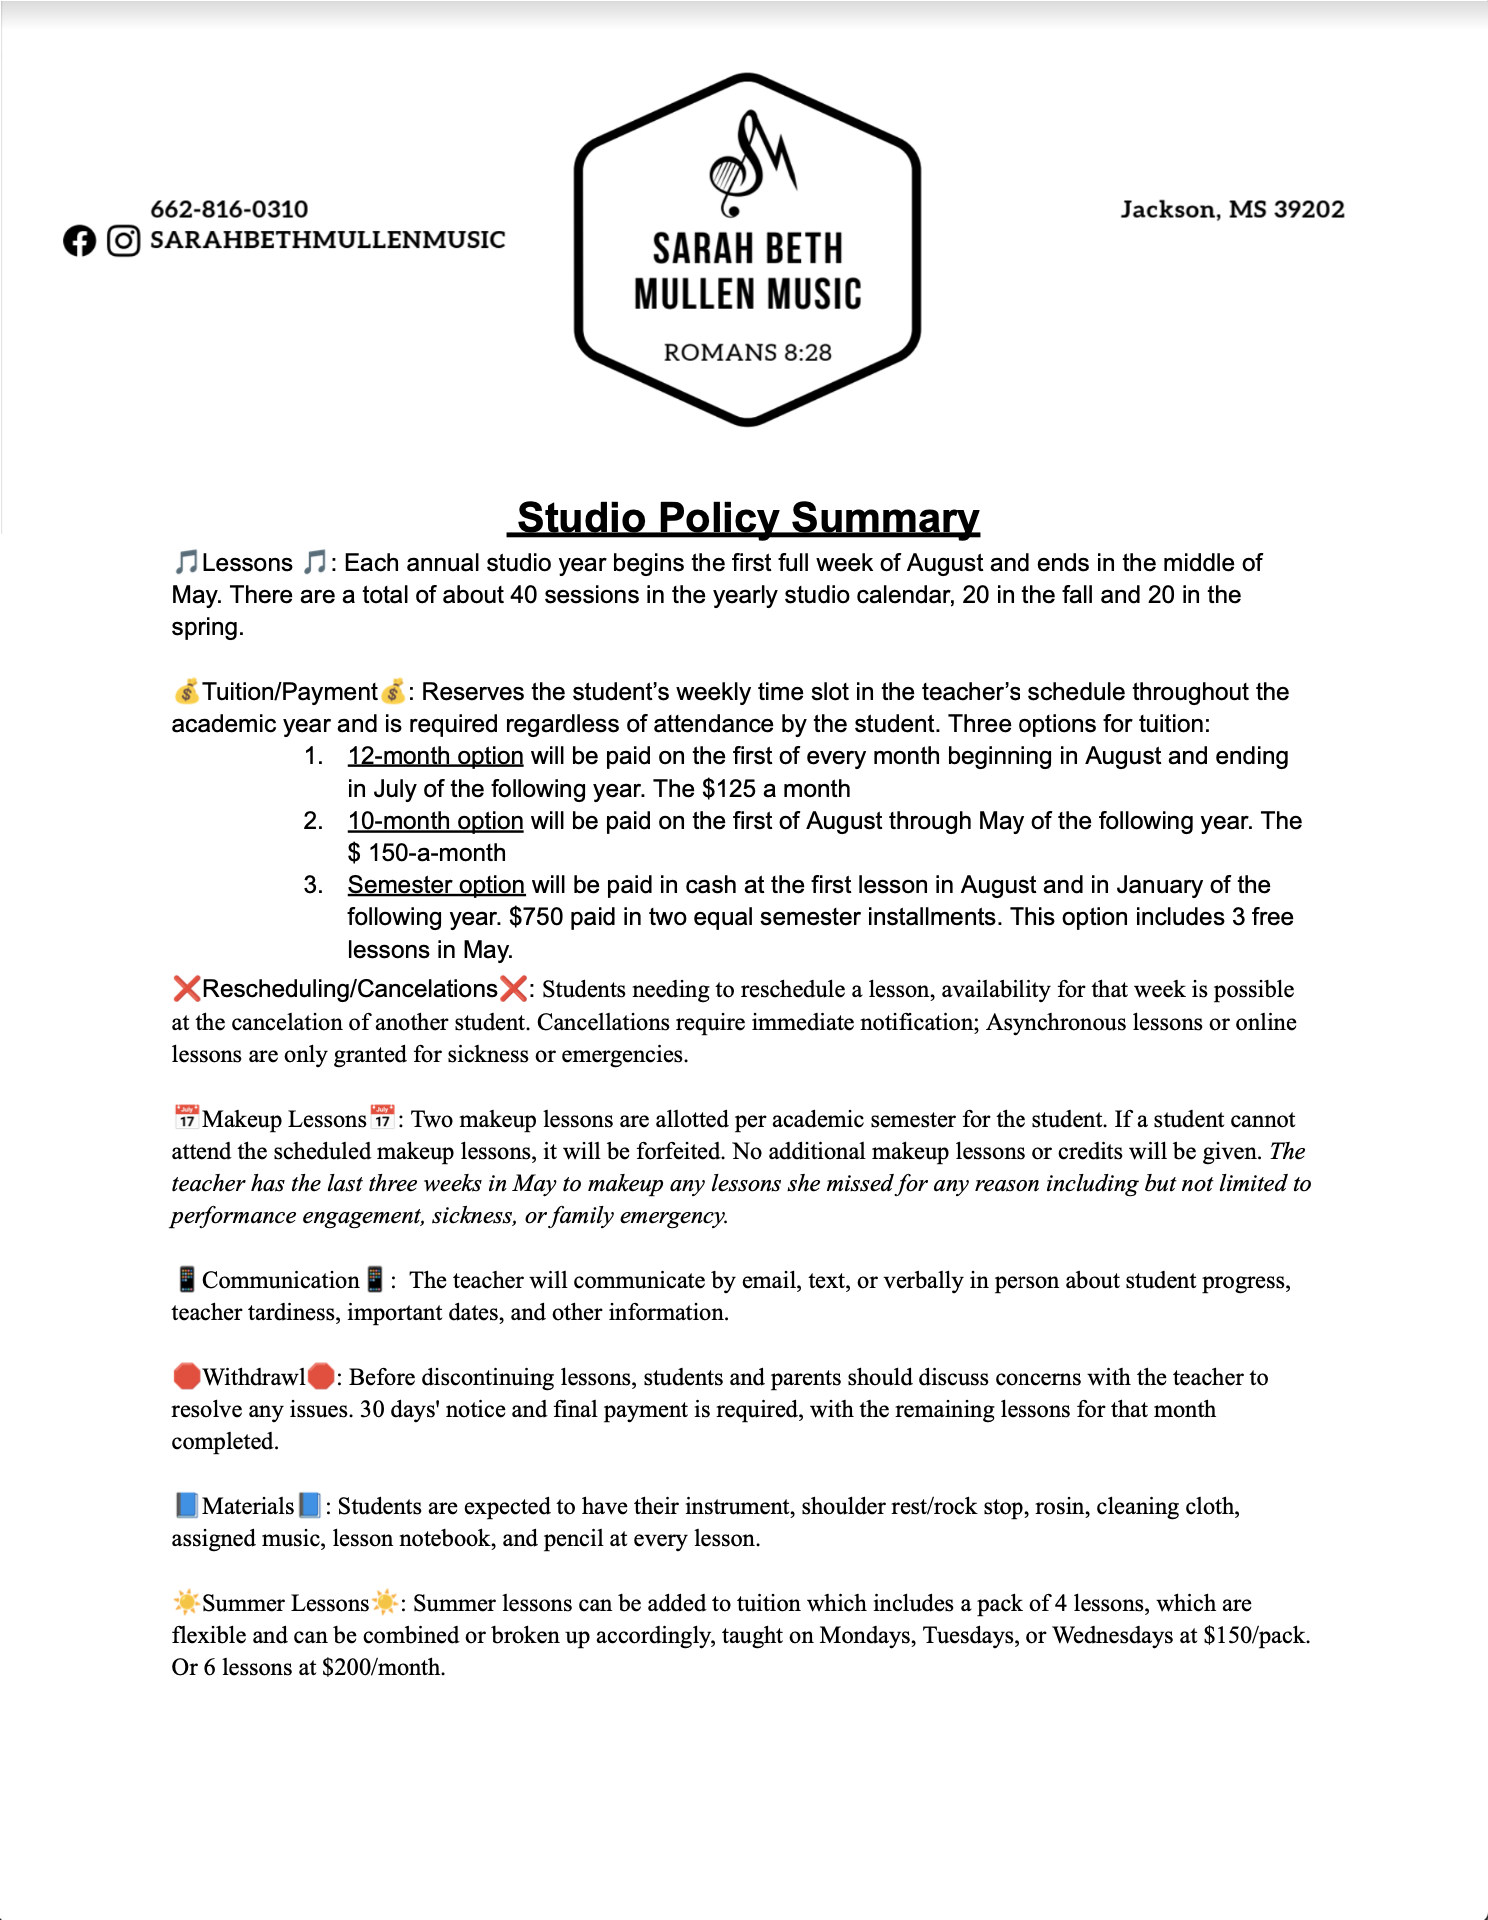 662-816-0310
SARAHBETHMULLENMUSIC
SARAH BETH
MULLEN MUSIC
ROMANS 8:28
Jackson, MS 39202
Studio Policy Summary
🎵Lessons 🎵: Each annual studio year begins the first full week of August and ends in the middle of
May. There are a total of about 40 sessions in the yearly studio calendar, 20 in the fall and 20 in the
spring.
💰Tuition/Payment💰: Reserves the student’s weekly time slot in the teacher’s schedule throughout the
academic year and is required regardless of attendance by the student. Three options for tuition:
1. 12-month option will be paid on the first of every month beginning in August and ending
in July of the following year. The $125 a month
2. 10-month option will be paid on the first of August through May of the following year. The
$ 150-a-month
3. Semester option will be paid in cash at the first lesson in August and in January of the
following year. $750 paid in two equal semester installments. This option includes 3 free
lessons in May.
❌Rescheduling/Cancelations❌: Students needing to reschedule a lesson, availability for that week is possible
at the cancelation of another student. Cancellations require immediate notification; Asynchronous lessons or online
lessons are only granted for sickness or emergencies.
📅Makeup Lessons📅: Two makeup lessons are allotted per academic semester for the student. If a student cannot
attend the scheduled makeup lessons, it will be forfeited. No additional makeup lessons or credits will be given. The
teacher has the last three weeks in May to makeup any lessons she missed for any reason including but not limited to
performance engagement, sickness, or family emergency.
📱Communication📱:  The teacher will communicate by email, text, or verbally in person about student progress,
teacher tardiness, important dates, and other information.
🛑Withdrawl🛑: Before discontinuing lessons, students and parents should discuss concerns with the teacher to
resolve any issues. 30 days' notice and final payment is required, with the remaining lessons for that month
completed.
📘Materials📘: Students are expected to have their instrument, shoulder rest/rock stop, rosin, cleaning cloth,
assigned music, lesson notebook, and pencil at every lesson.
☀️Summer Lessons☀️: Summer lessons can be added to tuition which includes a pack of 4 lessons, which are
flexible and can be combined or broken up accordingly, taught on Mondays, Tuesdays, or Wednesdays at $150/pack.
Or 6 lessons at $200/month.